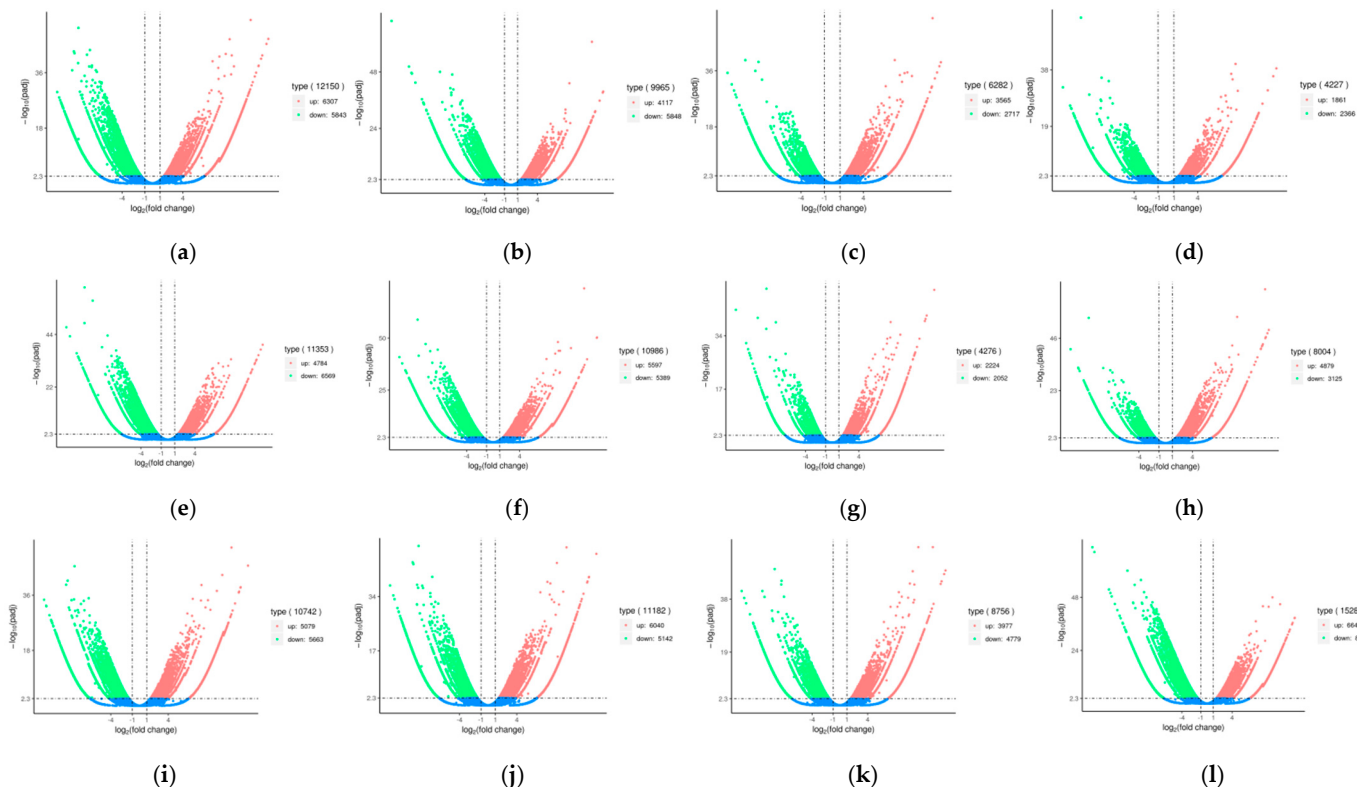 −log10(padj)
36
18
2.3
-4
-1
1
4
log2(fold change)
type ( 12150 )
up: 6307
down: 5843
(a)
−log10(padj)
48
24
2.3
-4
-1
1
4
log2(fold change)
type ( 9965 )
up: 4117
down: 5848
(b)
−log10(padj)
36
18
2.3
-4
-1
1
4
log2(fold change)
type ( 6282 )
up: 3565
down: 2717
(c)
−log10(padj)
38
19
2.3
-4
-1
1
4
log2(fold change)
type ( 4227 )
up: 1861
down: 2366
(d)
−log10(padj)
44
22
2.3
-4
-1
1
4
log2(fold change)
type ( 11353 )
up: 4784
down: 6569
(e)
−log10(padj)
50
25
2.3
-4
-1
1
4
log2(fold change)
type ( 10986 )
up: 5597
down: 5389
(f)
−log10(padj)
34
17
2.3
-4
-1
1
4
log2(fold change)
type ( 4276 )
up: 2224
down: 2052
(g)
−log10(padj)
46
23
2.3
-4
-1
1
4
log2(fold change)
type ( 8004 )
up: 4879
down: 3125
(h)
−log10(padj)
36
18
2.3
-4
-1
1
4
log2(fold change)
type ( 10742 )
up: 5079
down: 5663
(i)
−log10(padj)
34
17
2.3
-4
-1
1
4
log2(fold change)
type ( 11182 )
up: 6040
down: 5142
(j)
−log10(padj)
38
19
2.3
-4
-1
1
4
log2(fold change)
type ( 8756 )
up: 3977
down: 4779
(k)
−log10(padj)
48
24
2.3
-4
-1
1
4
log2(fold change)
type ( 1528
up: 664
down:
(l)